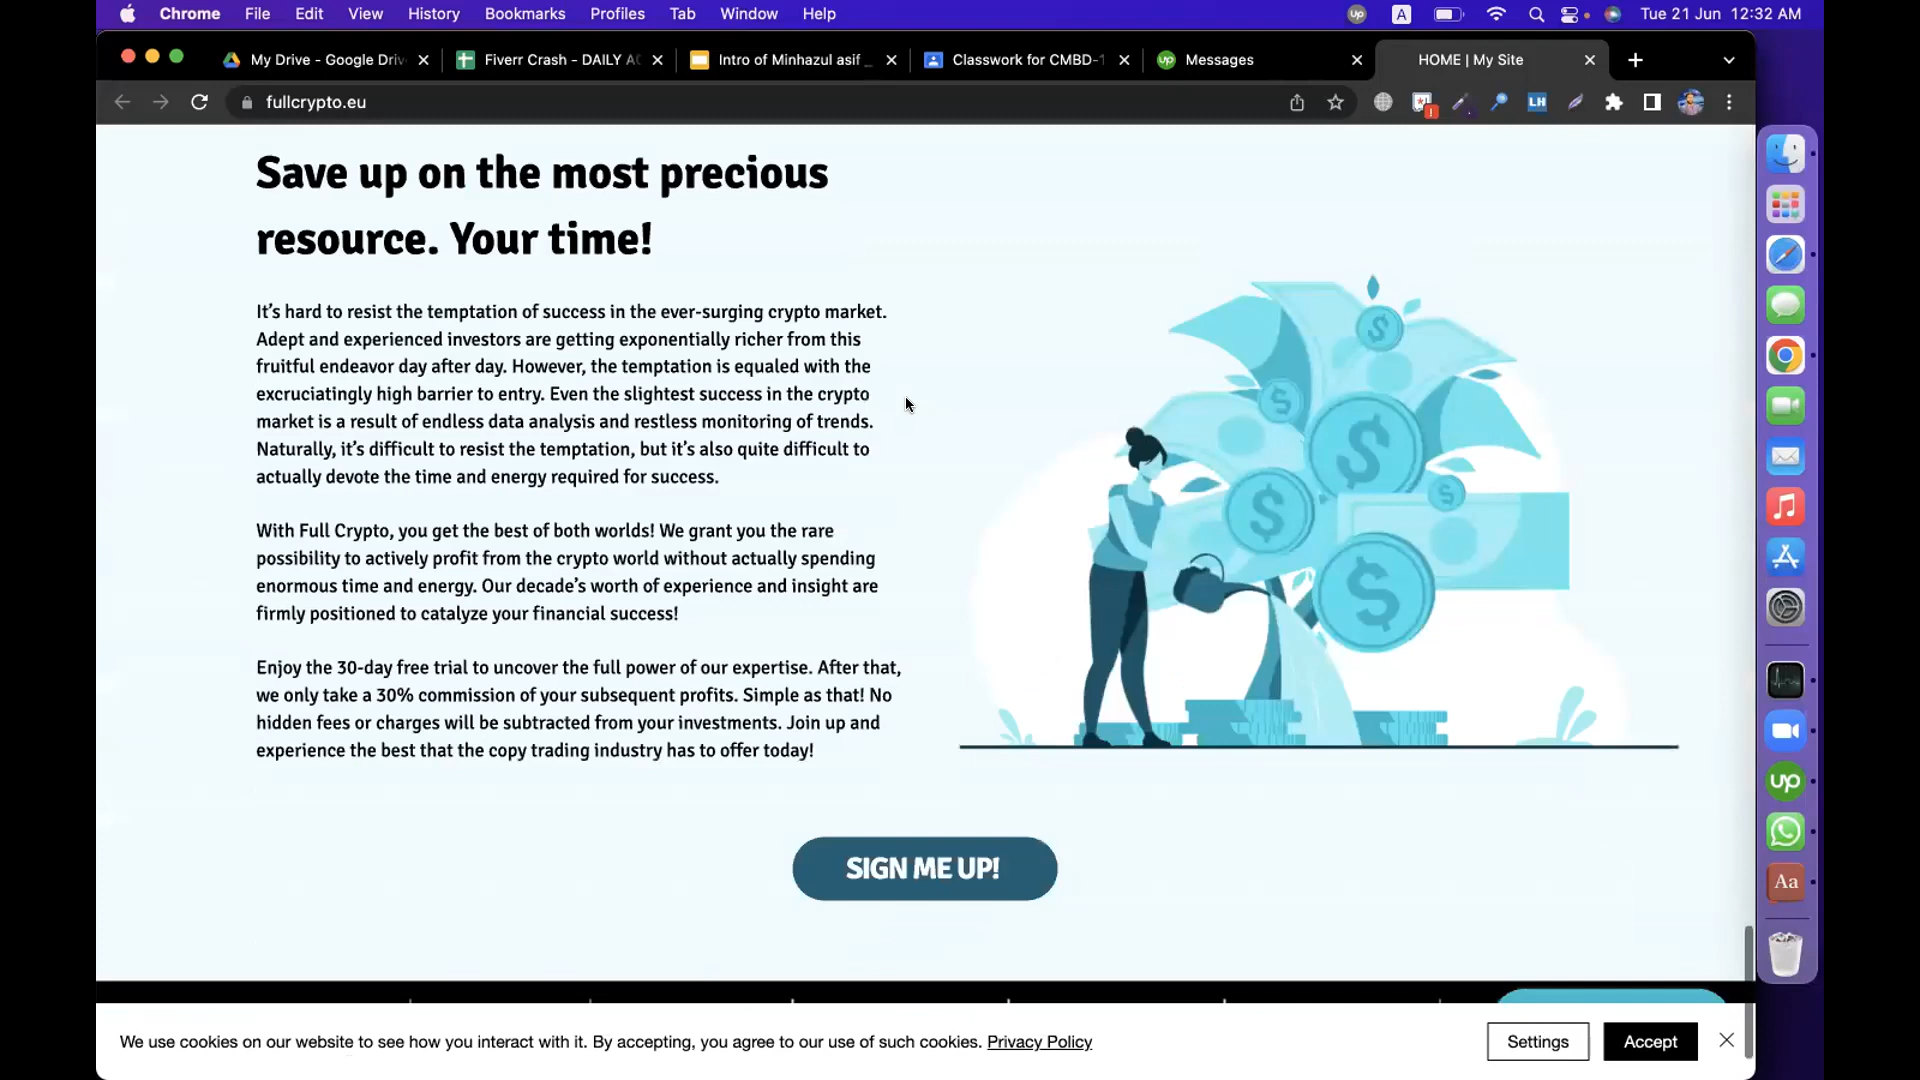 Chrome File Edit View History Bookmarks Profiles Tab Window Help
up A Tue 21 Jun 12:32 AM
My Drive - Google Driv
Fiverr Crash - DAILY AC
Intro of Minhazul asif _
Classwork for CMBD-1
up Messages
HOME | My Site
fullcrypto.eu
LH
Save up on the most precious
resource. Your time!
It's hard to resist the temptation of success in the ever-surging crypto market.
Adept and experienced investors are getting exponentially richer from this
fruitful endeavor day after day. However, the temptation is equaled with the
excruciatingly high barrier to entry. Even the slightest success in the crypto
market is a result of endless data analysis and restless monitoring of trends.
Naturally, it's difficult to resist the temptation, but it's also quite difficult to
actually devote the time and energy required for success.
With Full Crypto, you get the best of both worlds! We grant you the rare
possibility to actively profit from the crypto world without actually spending
enormous time and energy. Our decade's worth of experience and insight are
firmly positioned to catalyze your financial success!
Enjoy the 30-day free trial to uncover the full power of our expertise. After that,
we only take a 30% commission of your subsequent profits. Simple as that! No
hidden fees or charges will be subtracted from your investments. Join up and
experience the best that the copy trading industry has to offer today!
$
$
$
$
$
$
SIGN ME UP!
up
Aa
We use cookies on our website to see how you interact with it. By accepting, you agree to our use of such cookies. Privacy Policy
Settings
Accept